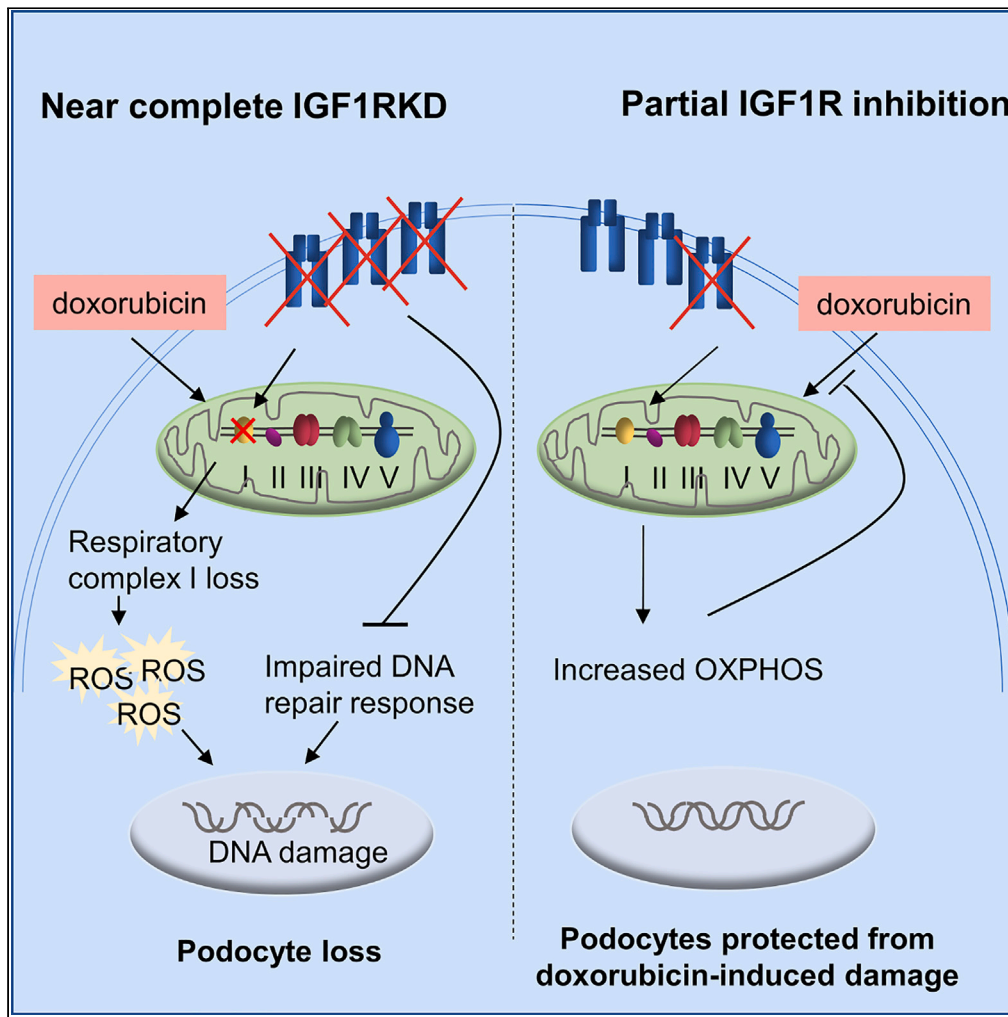 Near complete IGF1RKD
Partial IGF1R inhibition
doxorubicin
doxorubicin
I II III IV V
I II III IV V
Respiratory
complex I loss
ROS ROS
ROS
Impaired DNA
repair response
Increased OXPHOS
DNA damage
Podocyte loss
Podocytes protected from
doxorubicin-induced damage